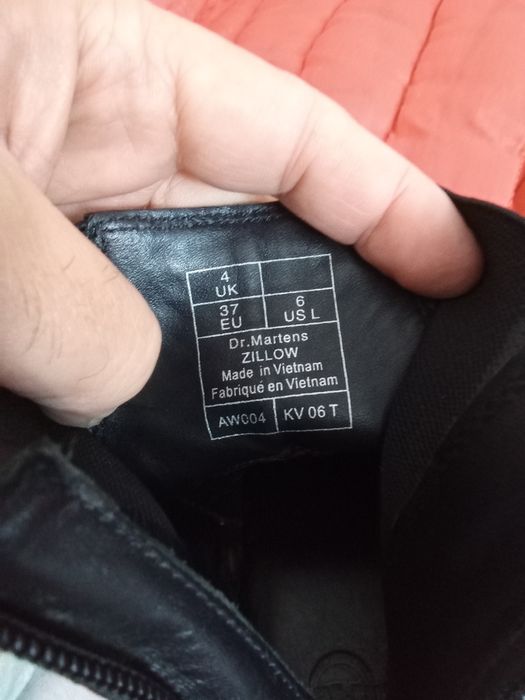 4
UK
37
EU
6
US L
Dr.Martens
ZILLOW
Made in Vietnam
Fabriqué en Vietnam
AW004
KV 06 T